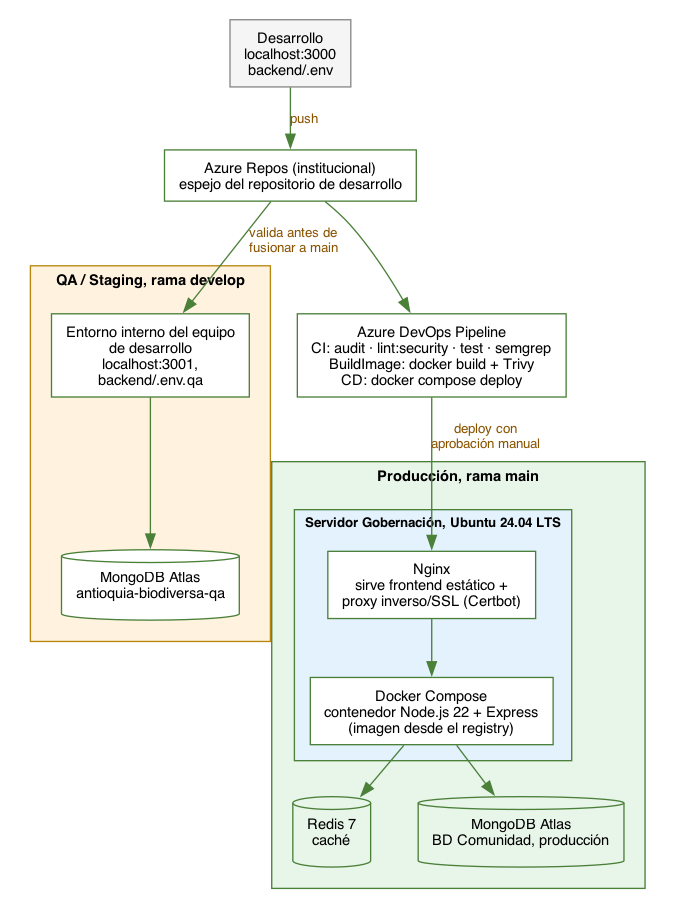 Desarrollo
localhost:3000
backend/.env
push
Azure Repos (institucional)
espejo del repositorio de desarrollo
valida antes de
fusionar a main
QA / Staging, rama develop
Entorno interno del equipo
de desarrollo
localhost:3001,
backend/.env.qa
Azure DevOps Pipeline
CI: audit · lint:security · test · semgrep
BuildImage: docker build + Trivy
CD: docker compose deploy
deploy con
aprobación manual
Producción, rama main
Servidor Gobernación, Ubuntu 24.04 LTS
Nginx
sirve frontend estático +
proxy inverso/SSL (Certbot)
MongoDB Atlas
antioquia-biodiversa-qa
Docker Compose
contenedor Node.js 22 + Express
(imagen desde el registry)
Redis 7
caché
MongoDB Atlas
BD Comunidad, producción